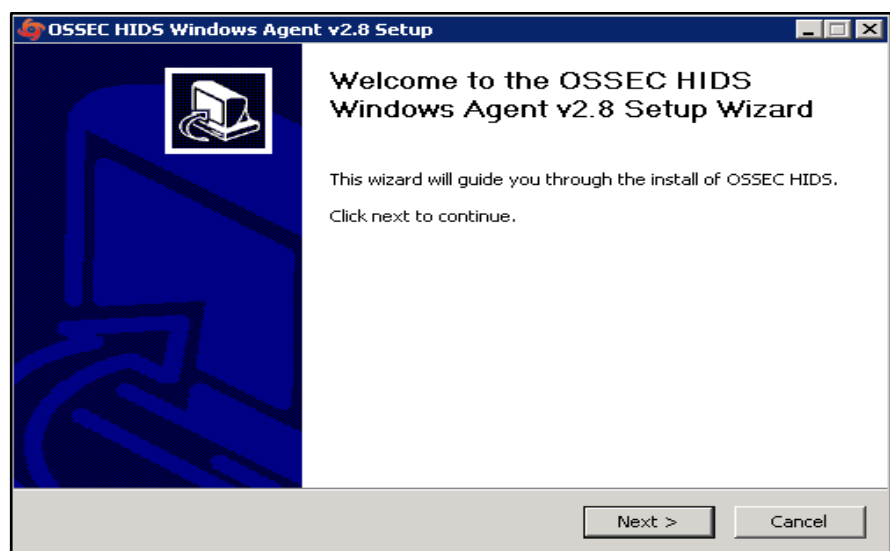 OSSEC HIDS Windows Agent v2.8 Setup
Welcome to the OSSEC HIDS
Windows Agent v2.8 Setup Wizard
This wizard will guide you through the install of OSSEC HIDS.
Click next to continue.
Next >
Cancel